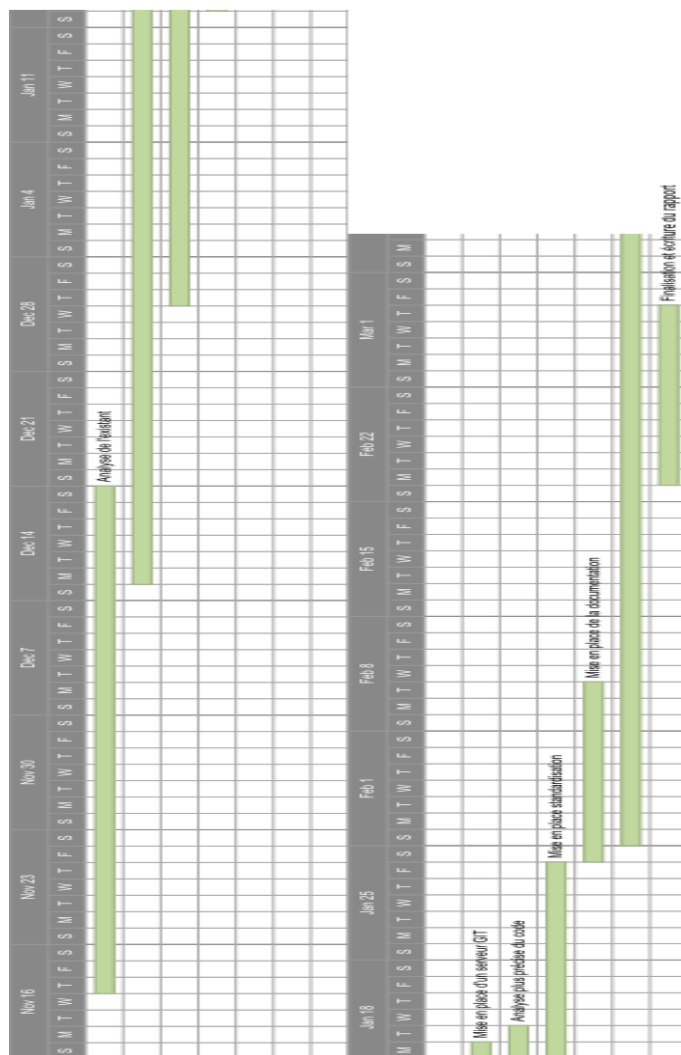 Nov 16 Nov 23 Nov 30 Dec 7 Dec 14 Dec 21 Dec 28 Jan 4 Jan 11
S M T W T F S S M T W T F S S M T W T F S S M T W T F S S M T W T F S S M T W T F S S M T W T F S S M T W T F S S M T W T F S S
Analyse de l'existant
Jan 18 Jan 25 Feb 1 Feb 8 Feb 15 Feb 22 Mar 1
M T W T F S S M T W T F S S M T W T F S S M T W T F S S M T W T F S S M T W T F S S M T W T F S S M
Mise en place d'un serveur GIT
Analyse plus précise du code
Mise en place standardisation
Mise en place de la documentation
Finalisation et écriture du rapport